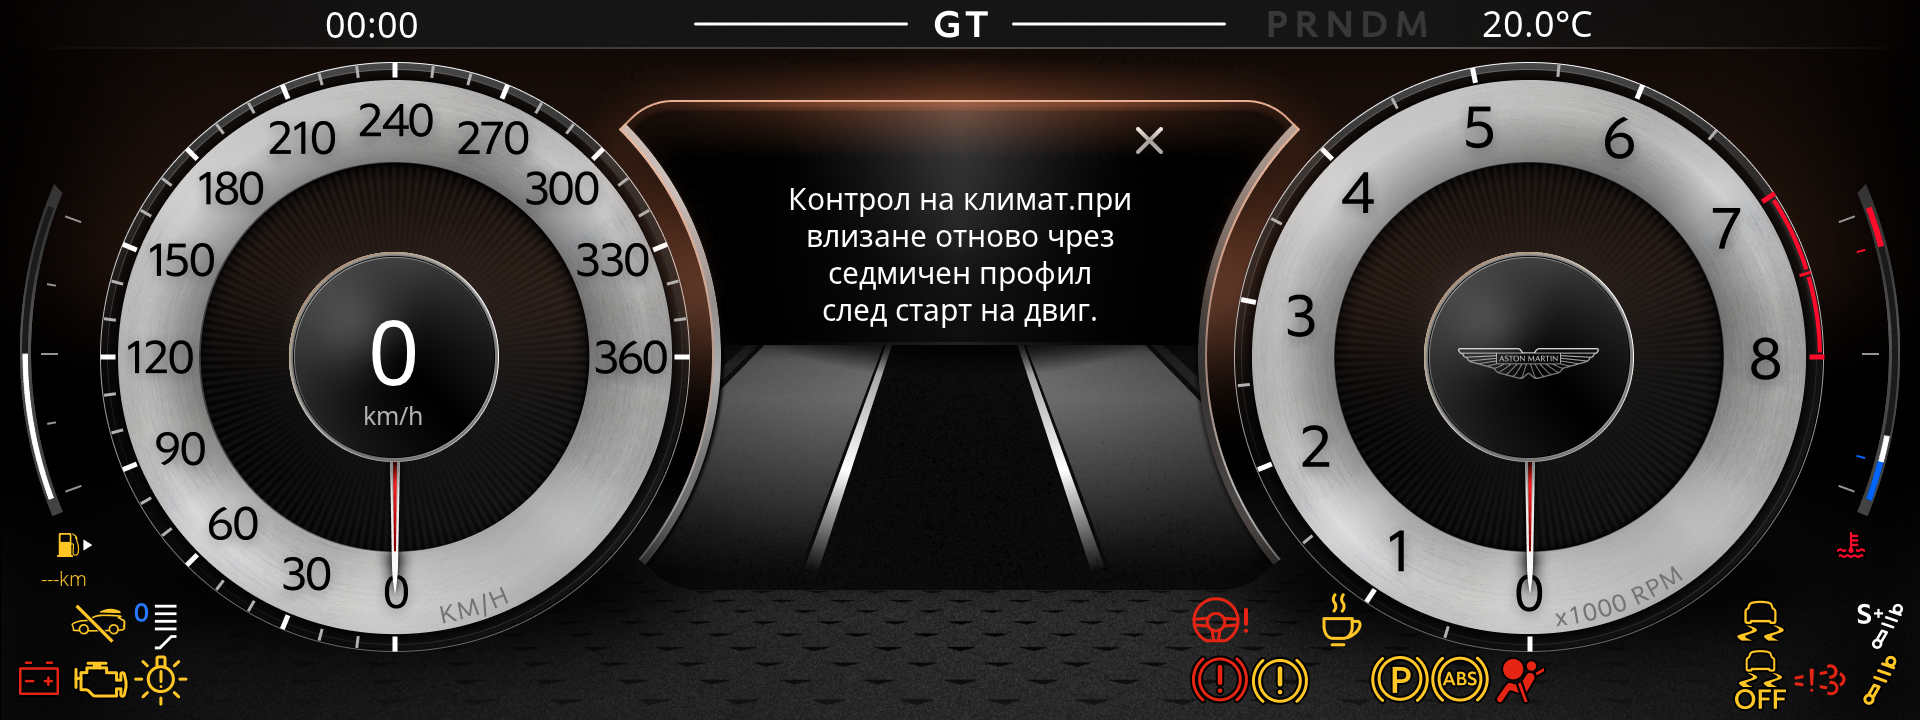 00:00
GT
PRNDM
20.0°C
240
210
270
180
300
150
330
120
360
90
60
30
0
KM/H
0
km/h
Контрол на климат.при
влизане отново чрез
седмичен профил
след старт на двиг.
5
6
4
7
3
8
2
1
0
x1000 RPM
ASTON MARTIN
---km
0
S+
P
ABS
OFF